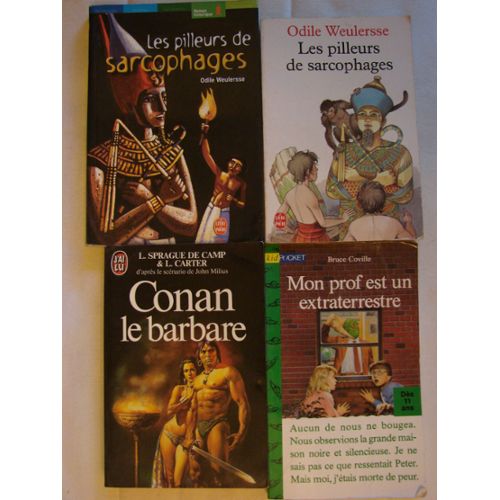 Roman historique
Les pilleurs de
sarcophages
Odile Weulersse
Odile Weulersse
Les pilleurs
de sarcophages
J'AI
LU
L. SPRAGUE DE CAMP
& L. CARTER
d'après le scénario de John Milius
Conan
le barbare
kid POCKET
Bruce Coville
Mon prof est un
extraterrestre
Dès
11
ans
Aucun de nous ne bougea.
Nous observions la grande mai-
son noire et silencieuse. Je ne
sais pas ce que ressentait Peter.
Mais moi, j'étais morte de peur.